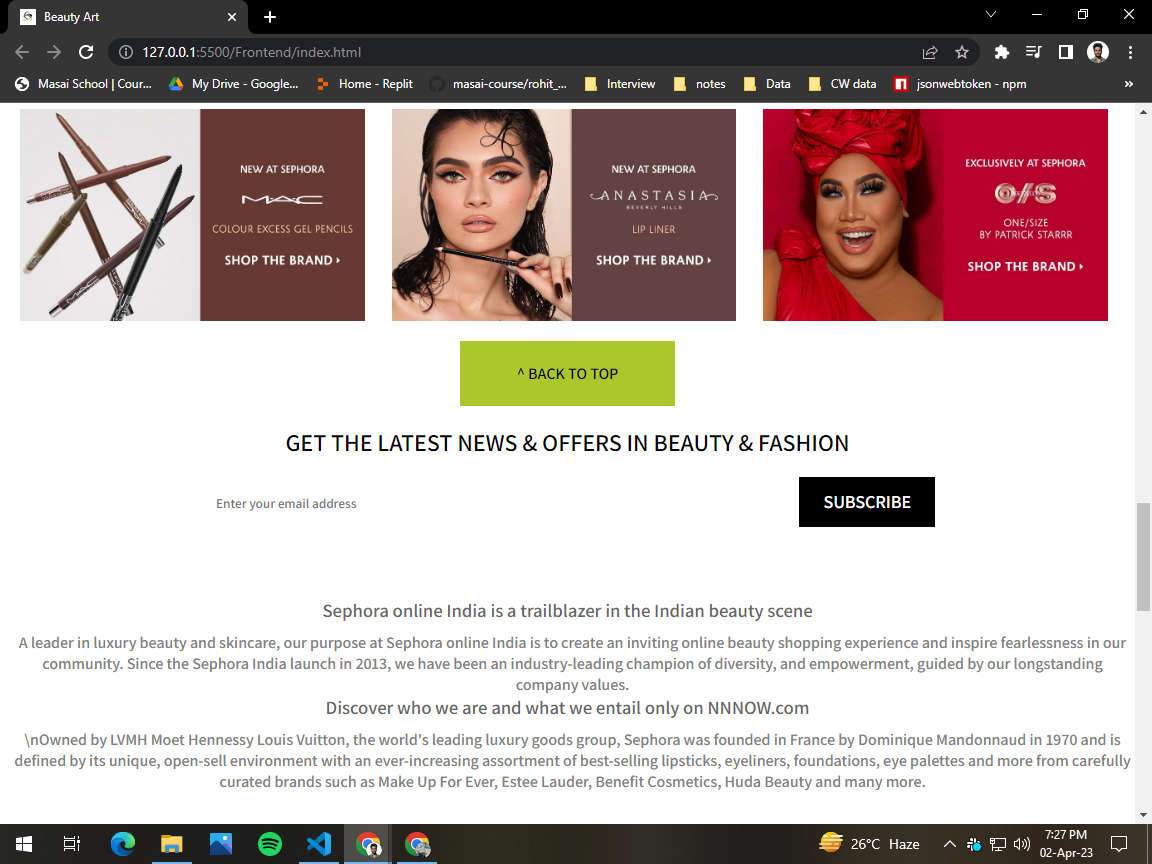 Beauty Art
127.0.0.1:5500/Frontend/index.html
Masai School | Cour... My Drive - Google... Home - Replit masai-course/rohit_... Interview notes Data CW data jsonwebtoken - npm »
NEW AT SEPHORA
MAC
COLOUR EXCESS GEL PENCILS
SHOP THE BRAND
NEW AT SEPHORA
ANASTASIA
BEVERLY HILLS
LIP LINER
SHOP THE BRAND
EXCLUSIVELY AT SEPHORA
O/S
ONE/SIZE
BY PATRICK STARRR
SHOP THE BRAND
^ BACK TO TOP
GET THE LATEST NEWS & OFFERS IN BEAUTY & FASHION
Enter your email address
SUBSCRIBE
Sephora online India is a trailblazer in the Indian beauty scene
A leader in luxury beauty and skincare, our purpose at Sephora online India is to create an inviting online beauty shopping experience and inspire fearlessness in our
community. Since the Sephora India launch in 2013, we have been an industry-leading champion of diversity, and empowerment, guided by our longstanding
company values.
Discover who we are and what we entail only on NNNOW.com
\nOwned by LVMH Moet Hennessy Louis Vuitton, the world's leading luxury goods group, Sephora was founded in France by Dominique Mandonnaud in 1970 and is
defined by its unique, open-sell environment with an ever-increasing assortment of best-selling lipsticks, eyeliners, foundations, eye palettes and more from carefully
curated brands such as Make Up For Ever, Estee Lauder, Benefit Cosmetics, Huda Beauty and many more.
26°C Haze
7:27 PM
02-Apr-23